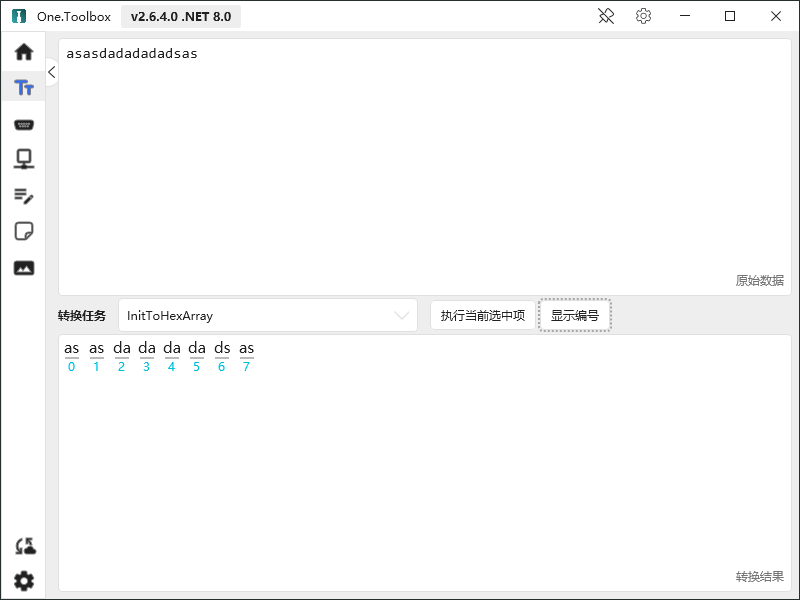 One.Toolbox v2.6.4.0 .NET 8.0
Tт
asasdadadadadsas
原始数据
转换任务 InitToHexArray 执行当前选中项 显示编号
as as da da da da ds as
0 1 2 3 4 5 6 7
转换结果